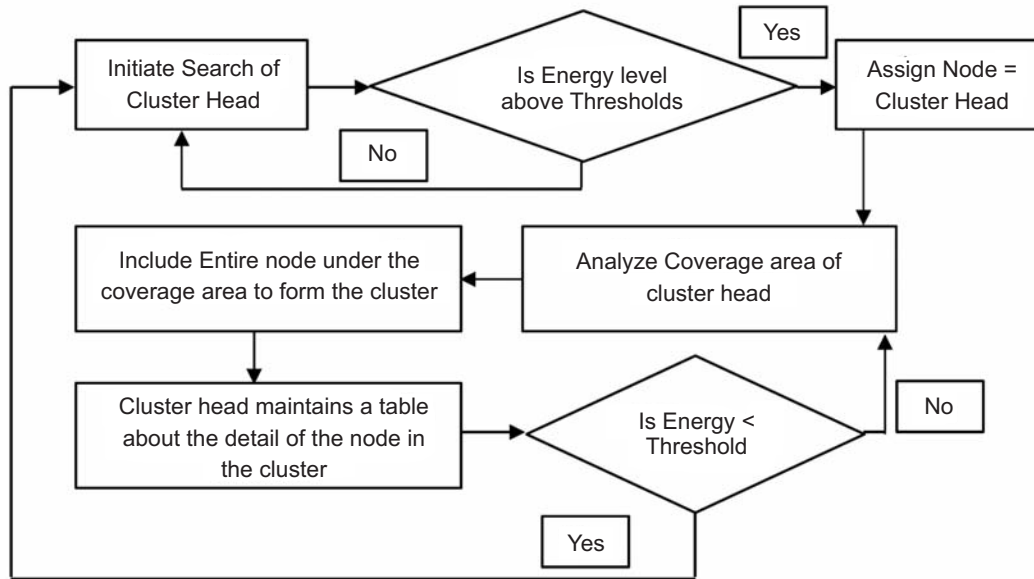 Yes
Initiate Search of
Cluster Head
Is Energy level
above Thresholds
Assign Node =
Cluster Head
No
Include Entire node under the
coverage area to form the cluster
Analyze Coverage area of
cluster head
Cluster head maintains a table
about the detail of the node in
the cluster
Is Energy <
Threshold
No
Yes